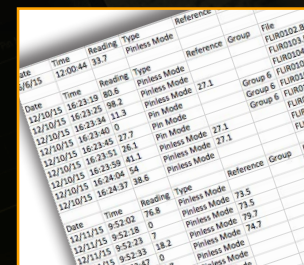 ate Time Reading Type Reference
6/6/15 12:00:44 33.7 Pinless Mode
Date Time Reading Type Reference Group File
12/10/15 16:23:19 80.6 Pinless Mode FUR0102.B
12/10/15 16:23:25 98.2 Pinless Mode 27.1
12/10/15 16:23:34 11.3 Pin Mode Group 6
12/10/15 16:23:40 0 Pin Mode Group 6
12/10/15 16:23:45 17.7 Pin Mode Group 6
12/10/15 16:23:51 26.1 Pinless Mode 27.1
12/10/15 16:23:59 41.1 Pinless Mode 27.1
12/10/15 16:24:04 54 Pinless Mode
12/10/15 16:24:37 38.6 Pinless Mode
Date Time Reading Type Reference Group
12/11/15 9:52:02 76.8 Pinless Mode 73.5
12/11/15 9:52:18 0 Pinless Mode 73.5
12/11/15 9:52:23 7 Pinless Mode 79.7
12/11/15 9:52:33 18.2 Pinless Mode 74.7